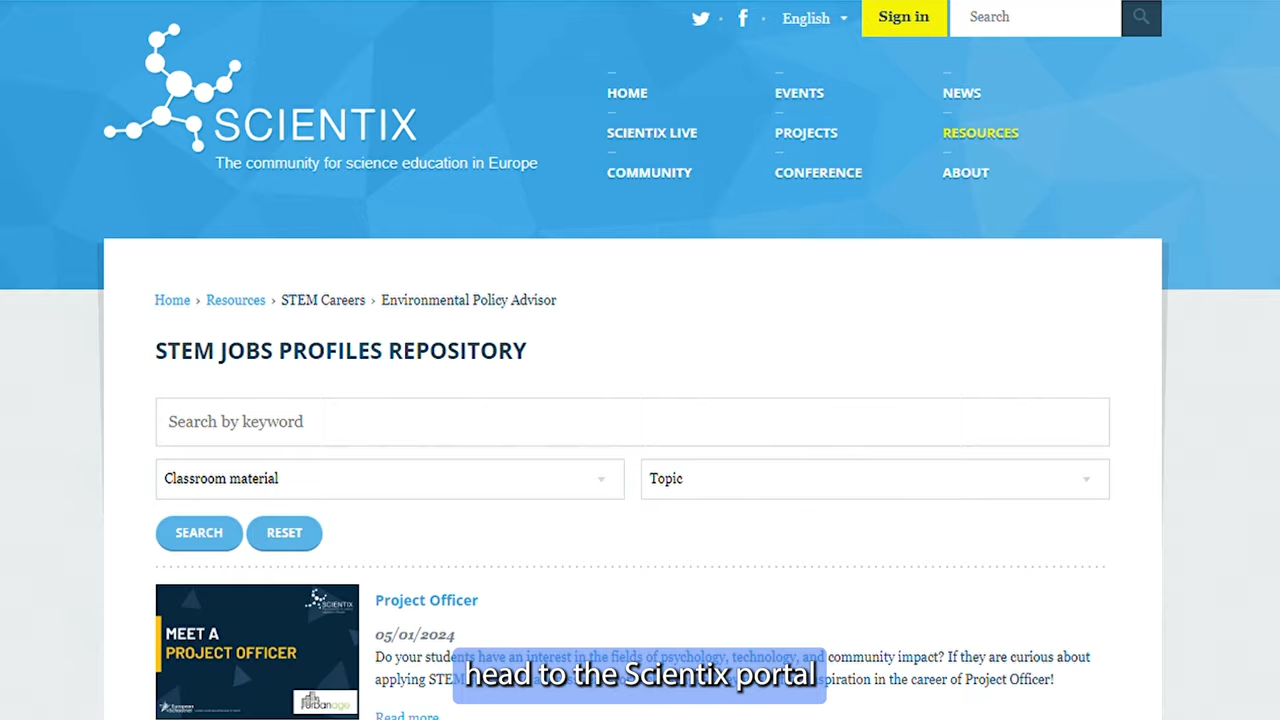 English
Sign in
Search
SCIENTIX
The community for science education in Europe
HOME
EVENTS
NEWS
SCIENTIX LIVE
PROJECTS
RESOURCES
COMMUNITY
CONFERENCE
ABOUT
Home › Resources › STEM Careers › Environmental Policy Advisor
STEM JOBS PROFILES REPOSITORY
Search by keyword
Classroom material
Topic
SEARCH
RESET
SCIENTIX
MEET A
PROJECT OFFICER
European
Schoolnet
Urbanage
Project Officer
05/01/2024
Do your students have an interest in the fields of psychology, technology, and community impact? If they are curious about
applying STEM
spiration in the career of Project Officer!
head to the Scientix portal
Read more